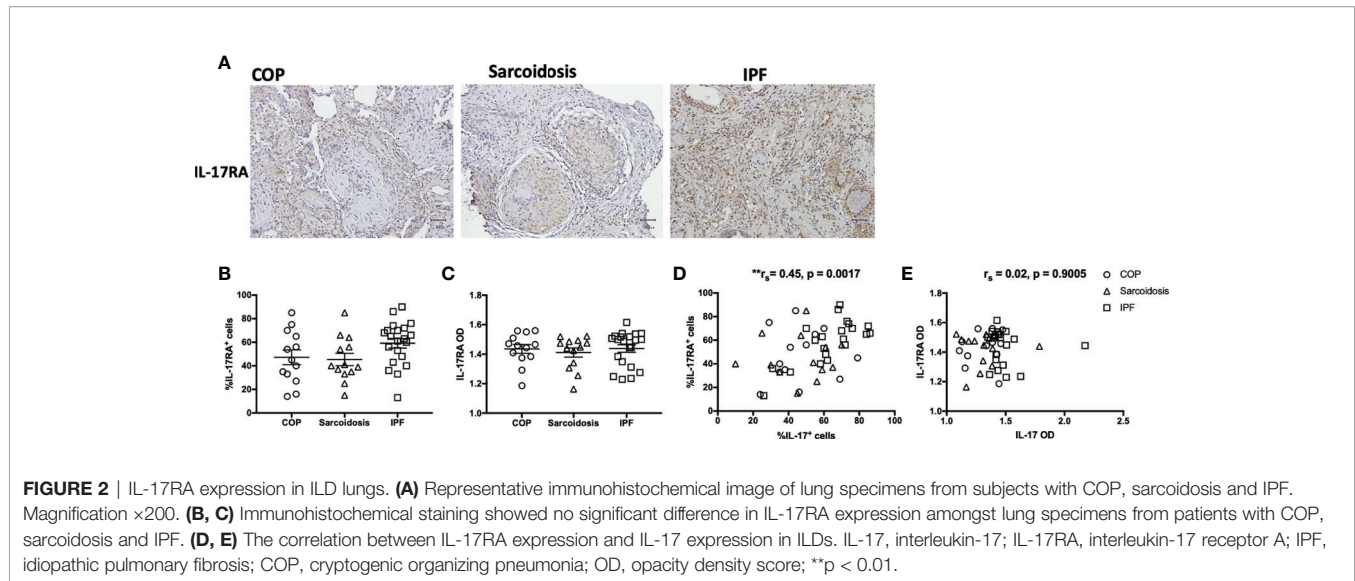 A
COP
Sarcoidosis
IPF
IL-17RA
B
%IL-17RA+ cells
100
80
60
40
20
0
COP Sarcoidosis IPF
C
IL-17RA OD
1.8
1.6
1.4
1.2
1.0
COP Sarcoidosis IPF
D
**rs= 0.45, p = 0.0017
%IL-17RA+ cells
100
80
60
40
20
0
0 20 40 60 80 100
%IL-17+ cells
E
rs = 0.02, p = 0.9005
COP
Sarcoidosis
IPF
IL-17RA OD
1.8
1.6
1.4
1.2
1.0
1.0 1.5 2.0 2.5
IL-17 OD
FIGURE 2 | IL-17RA expression in ILD lungs. (A) Representative immunohistochemical image of lung specimens from subjects with COP, sarcoidosis and IPF.
Magnification ×200. (B, C) Immunohistochemical staining showed no significant difference in IL-17RA expression amongst lung specimens from patients with COP,
sarcoidosis and IPF. (D, E) The correlation between IL-17RA expression and IL-17 expression in ILDs. IL-17, interleukin-17; IL-17RA, interleukin-17 receptor A; IPF,
idiopathic pulmonary fibrosis; COP, cryptogenic organizing pneumonia; OD, opacity density score; **p < 0.01.